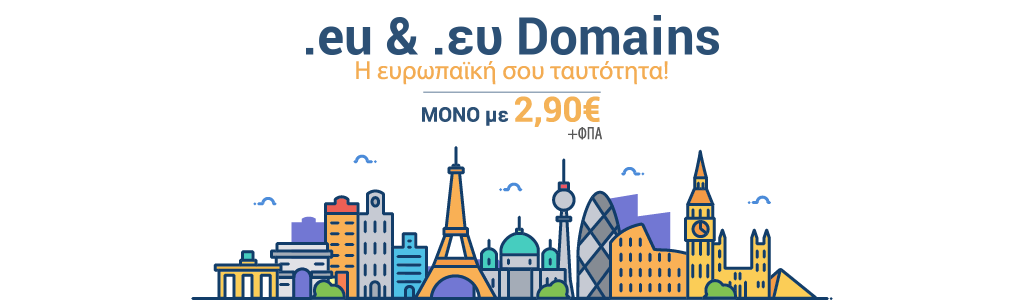 .eu & .ευ Domains
Η ευρωπαϊκή σου ταυτότητα!
ΜΟΝΟ με 2,90€
+ΦΠΑ